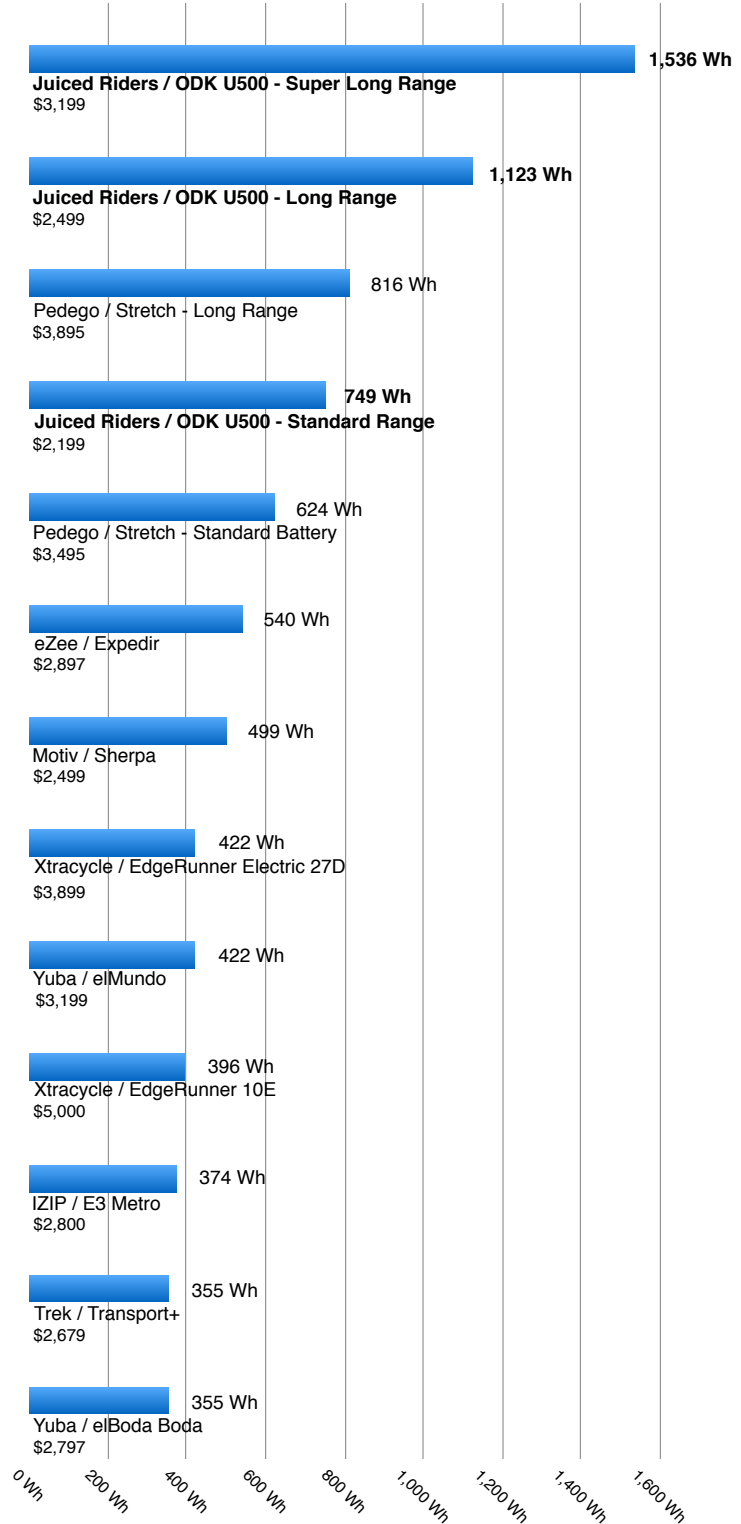 1,536 Wh
Juiced Riders / ODK U500 - Super Long Range
$3,199
1,123 Wh
Juiced Riders / ODK U500 - Long Range
$2,499
816 Wh
Pedego / Stretch - Long Range
$3,895
749 Wh
Juiced Riders / ODK U500 - Standard Range
$2,199
624 Wh
Pedego / Stretch - Standard Battery
$3,495
540 Wh
eZee / Expedir
$2,897
499 Wh
Motiv / Sherpa
$2,499
422 Wh
Xtracycle / EdgeRunner Electric 27D
$3,899
422 Wh
Yuba / elMundo
$3,199
396 Wh
Xtracycle / EdgeRunner 10E
$5,000
374 Wh
IZIP / E3 Metro
$2,800
355 Wh
Trek / Transport+
$2,679
355 Wh
Yuba / elBoda Boda
$2,797
0 Wh
200 Wh
400 Wh
600 Wh
800 Wh
1,000 Wh
1,200 Wh
1,400 Wh
1,600 Wh